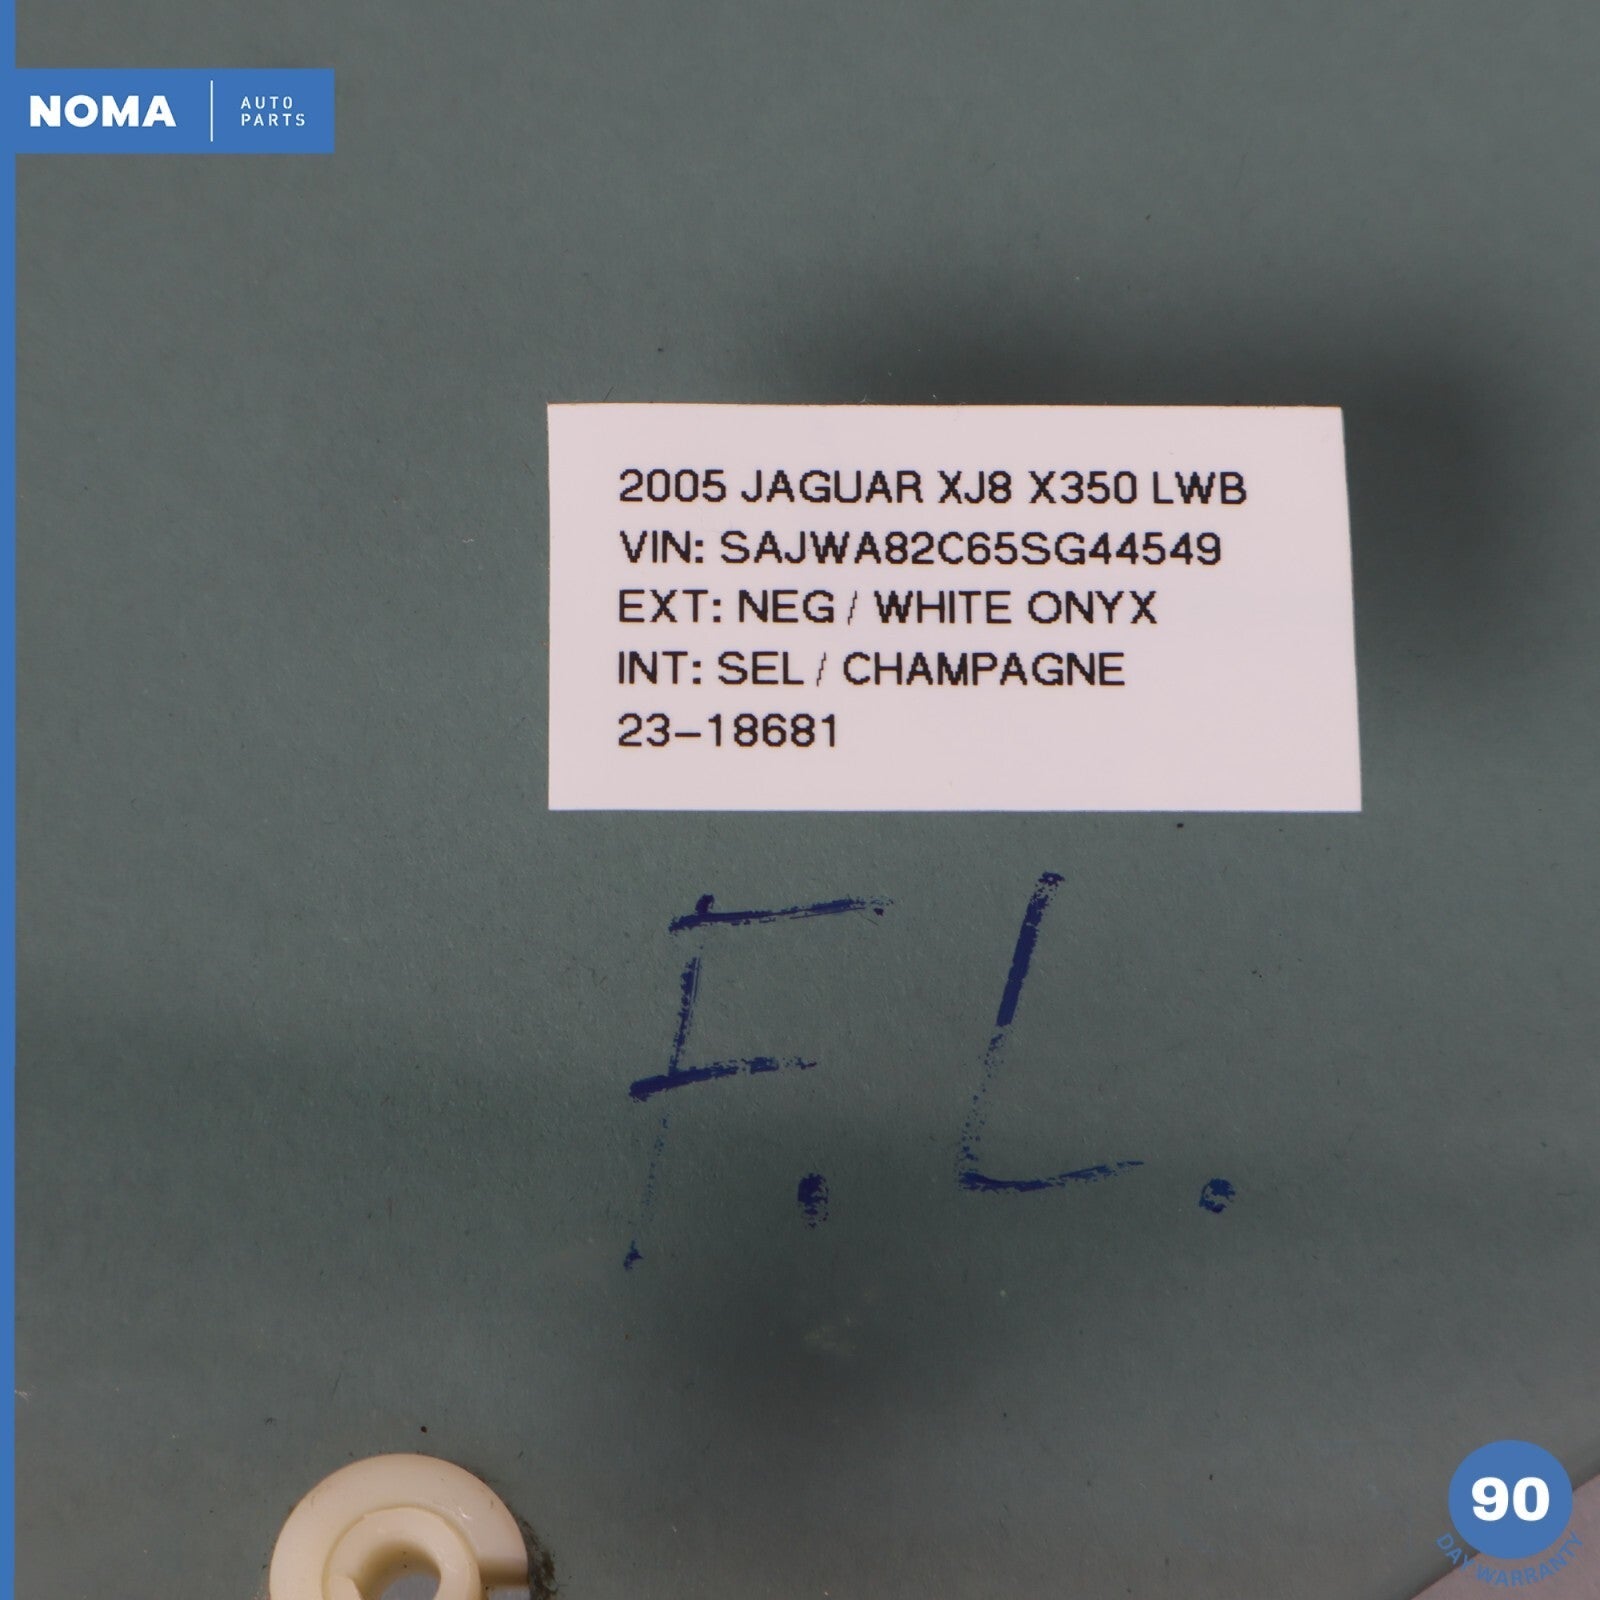 NOMA
AUTO
PARTS
2005 JAGUAR XJ8 X350 LWB
VIN: SAJWA82C65SG44549
EXT: NEG / WHITE ONYX
INT: SEL / CHAMPAGNE
23-18681
F.L.
90
DAY WARRANTY